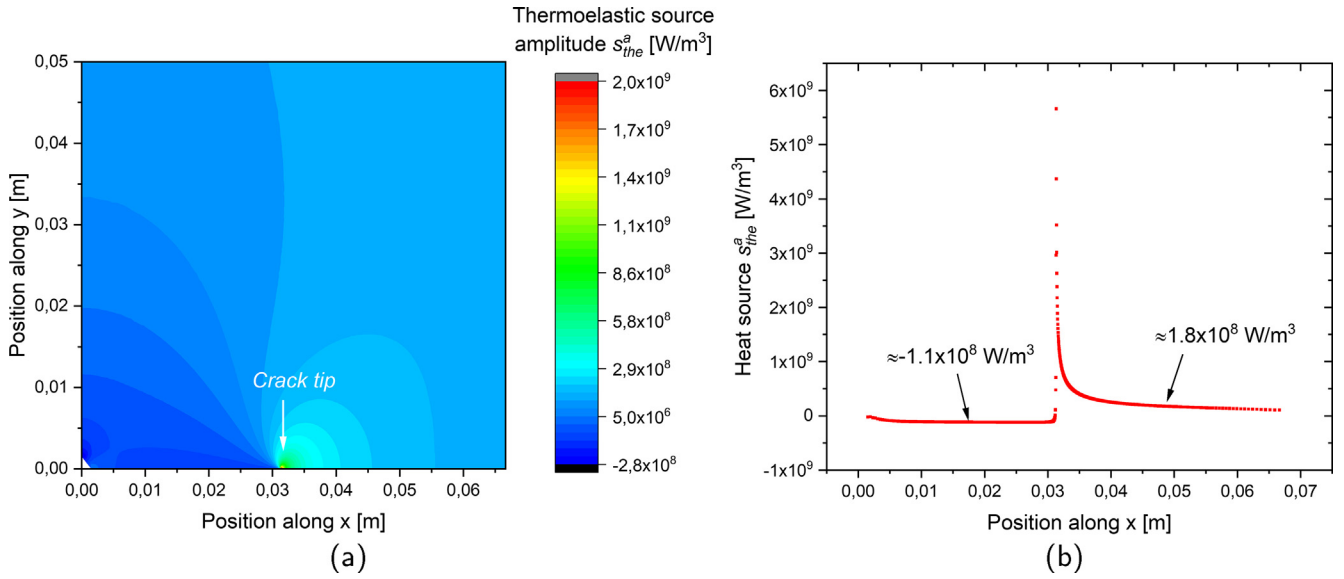 Thermoelastic source
amplitude sᵃₜₕₑ [W/m³]
0,05
0,04
0,03
0,02
0,01
0,00
Position along y [m]
Crack tip
0,00
0,01
0,02
0,03
0,04
0,05
0,06
Position along x [m]
2,0x10⁹
1,7x10⁹
1,4x10⁹
1,1x10⁹
8,6x10⁸
5,8x10⁸
2,9x10⁸
5,0x10⁶
-2,8x10⁸
(a)
6x10⁹
5x10⁹
4x10⁹
3x10⁹
2x10⁹
1x10⁹
0
-1x10⁹
Heat source sᵃₜₕₑ [W/m³]
≈-1.1x10⁸ W/m³
≈1.8x10⁸ W/m³
0,00
0,01
0,02
0,03
0,04
0,05
0,06
0,07
Position along x [m]
(b)